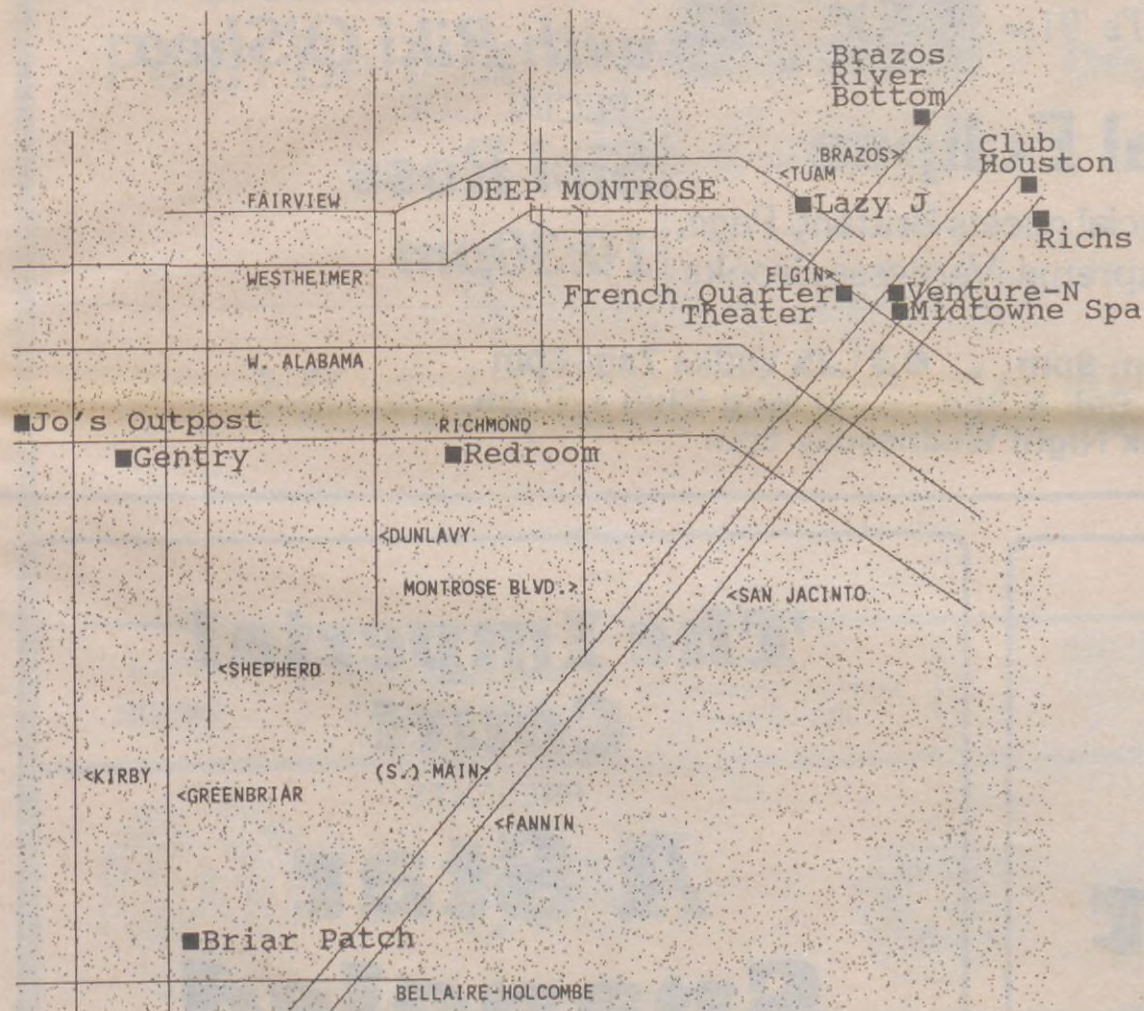 Brazos
River
Bottom
BRAZOS>
Club
Houston
<TUAM
FAIRVIEW
DEEP MONTROSE
Lazy J
Richs
WESTHEIMER
ELGIN>
French Quarter
Theater
Venture-N
Midtowne Spa
W. ALABAMA
Jo's Outpost
RICHMOND
Gentry
Redroom
<DUNLAVY
MONTROSE BLVD.>
<SAN JACINTO
<SHEPHERD
(S.) MAIN>
<KIRBY
<GREENBRIAR
<FANNIN
Briar Patch
BELLAIRE-HOLCOMBE